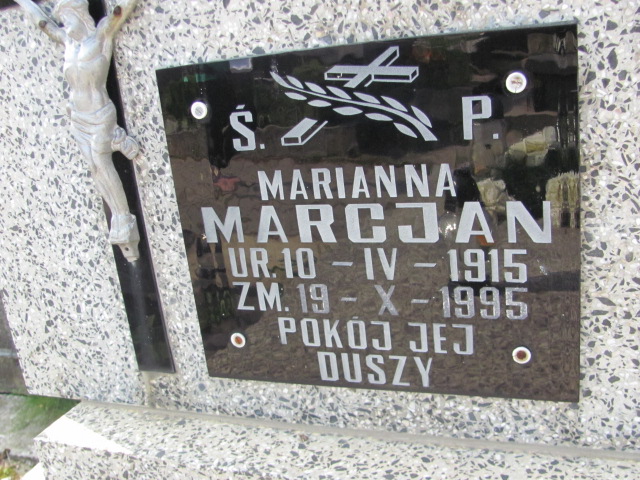 Ś. P.
MARIANNA
MARCJAN
UR. 10 - IV - 1915
ZM. 19 - X - 1995
POKÓJ JEJ
DUSZY